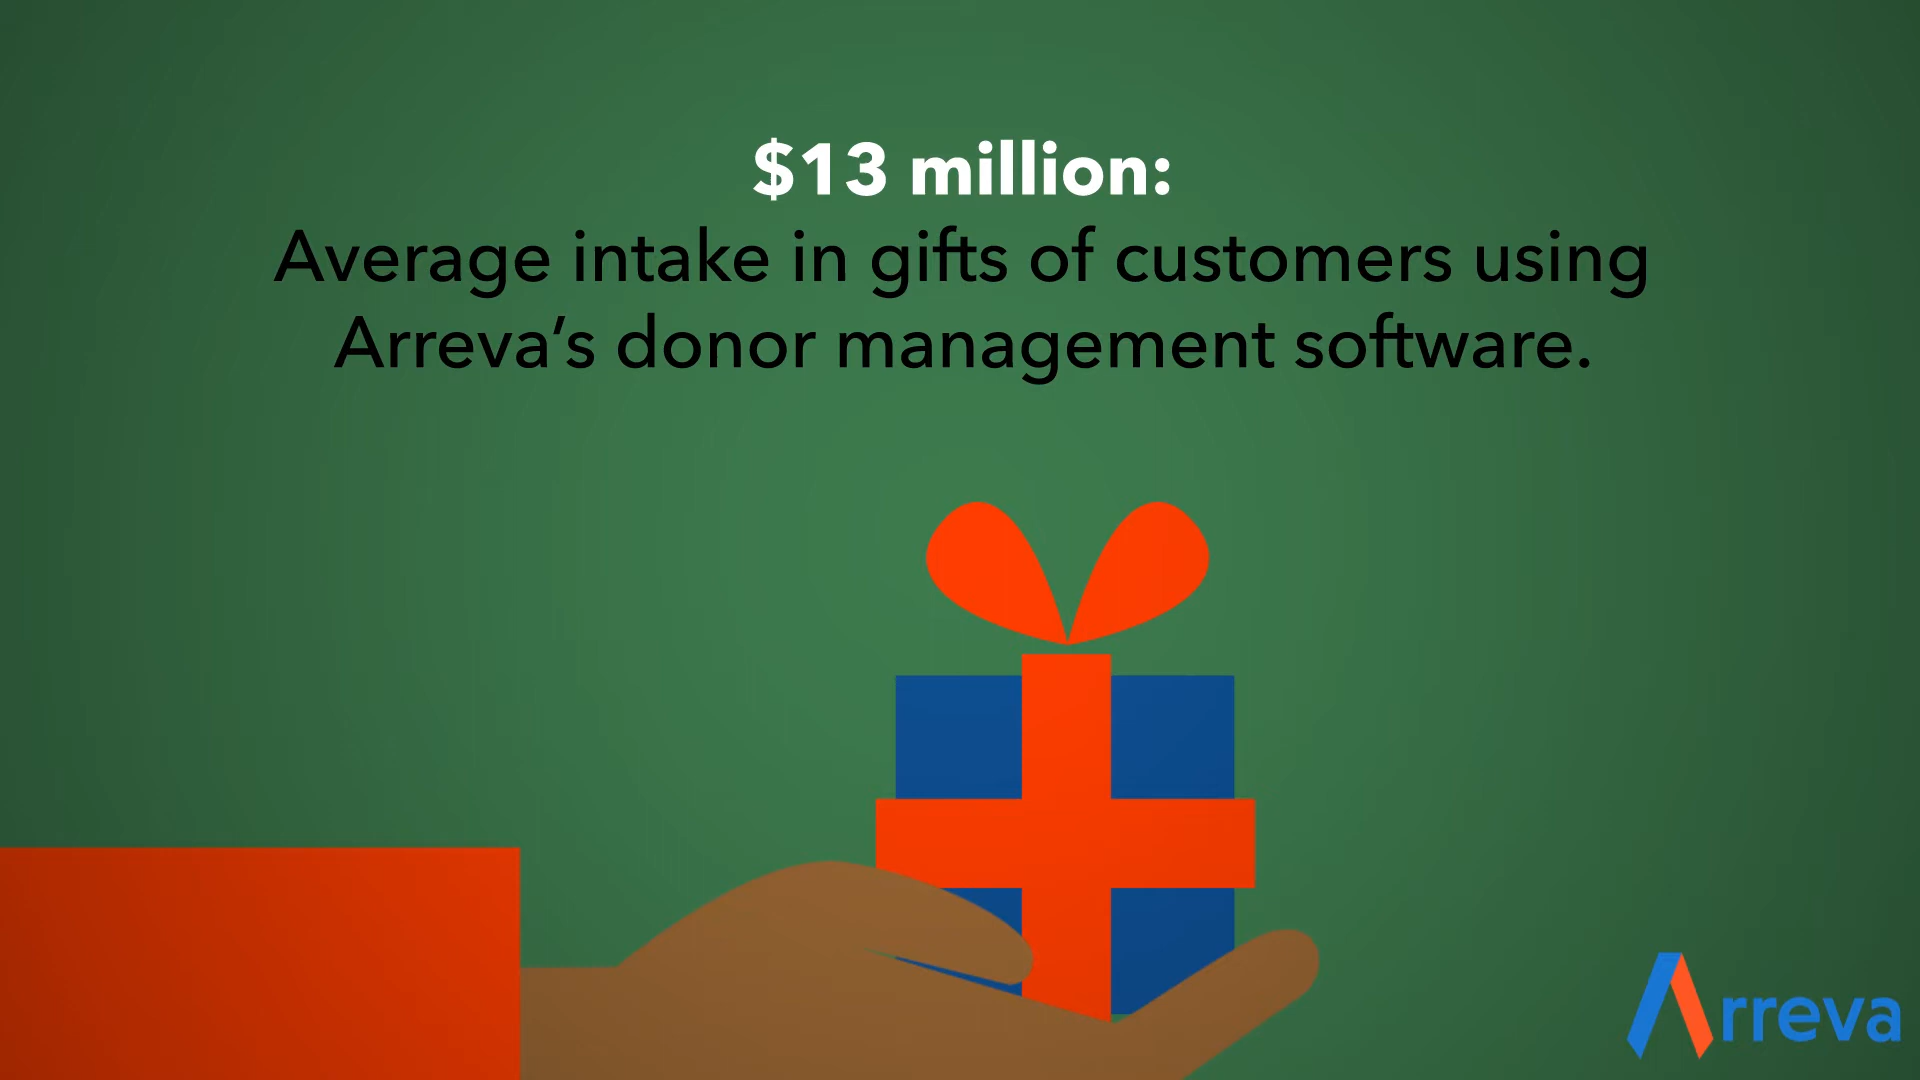 $13 million:
Average intake in gifts of customers using
Arreva’s donor management software.
Arreva